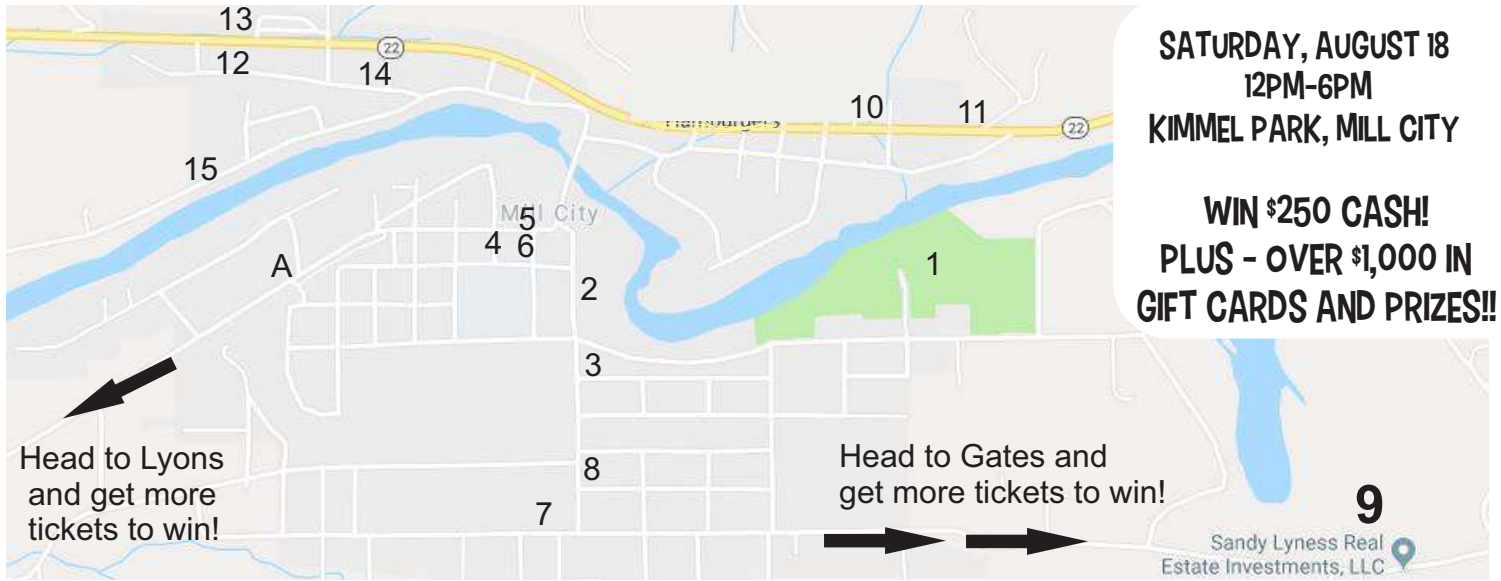 13
22
12
14
10
11
22
SATURDAY, AUGUST 18
12PM-6PM
KIMMEL PARK, MILL CITY
WIN $250 CASH!
PLUS - OVER $1,000 IN
GIFT CARDS AND PRIZES!!
15
Mill City
5
4
6
A
2
1
3
Head to Lyons
and get more
tickets to win!
8
7
Head to Gates and
get more tickets to win!
9
Sandy Lyness Real
Estate Investments, LLC